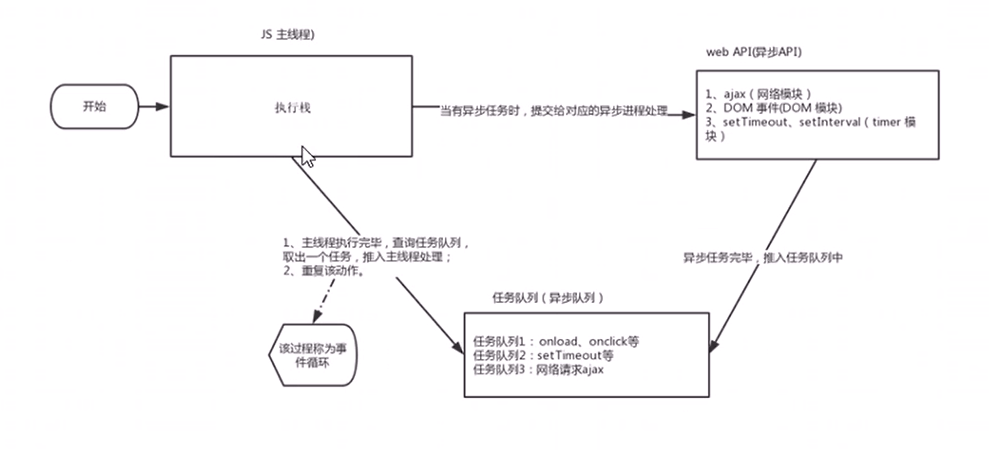 JS 主线程)
web API(异步API)
开始
执行栈
当有异步任务时，提交给对应的异步进程处理
1、ajax（网络模块）
2、DOM 事件(DOM 模块)
3、setTimeout、setInterval（timer 模
块）
1、主线程执行完毕，查询任务队列，
取出一个任务，推入主线程处理；
2、重复该动作。
异步任务完毕，推入任务队列中
任务队列（异步队列）
该过程称为事
件循环
任务队列1：onload、onclick等
任务队列2：setTimeout等
任务队列3：网络请求ajax